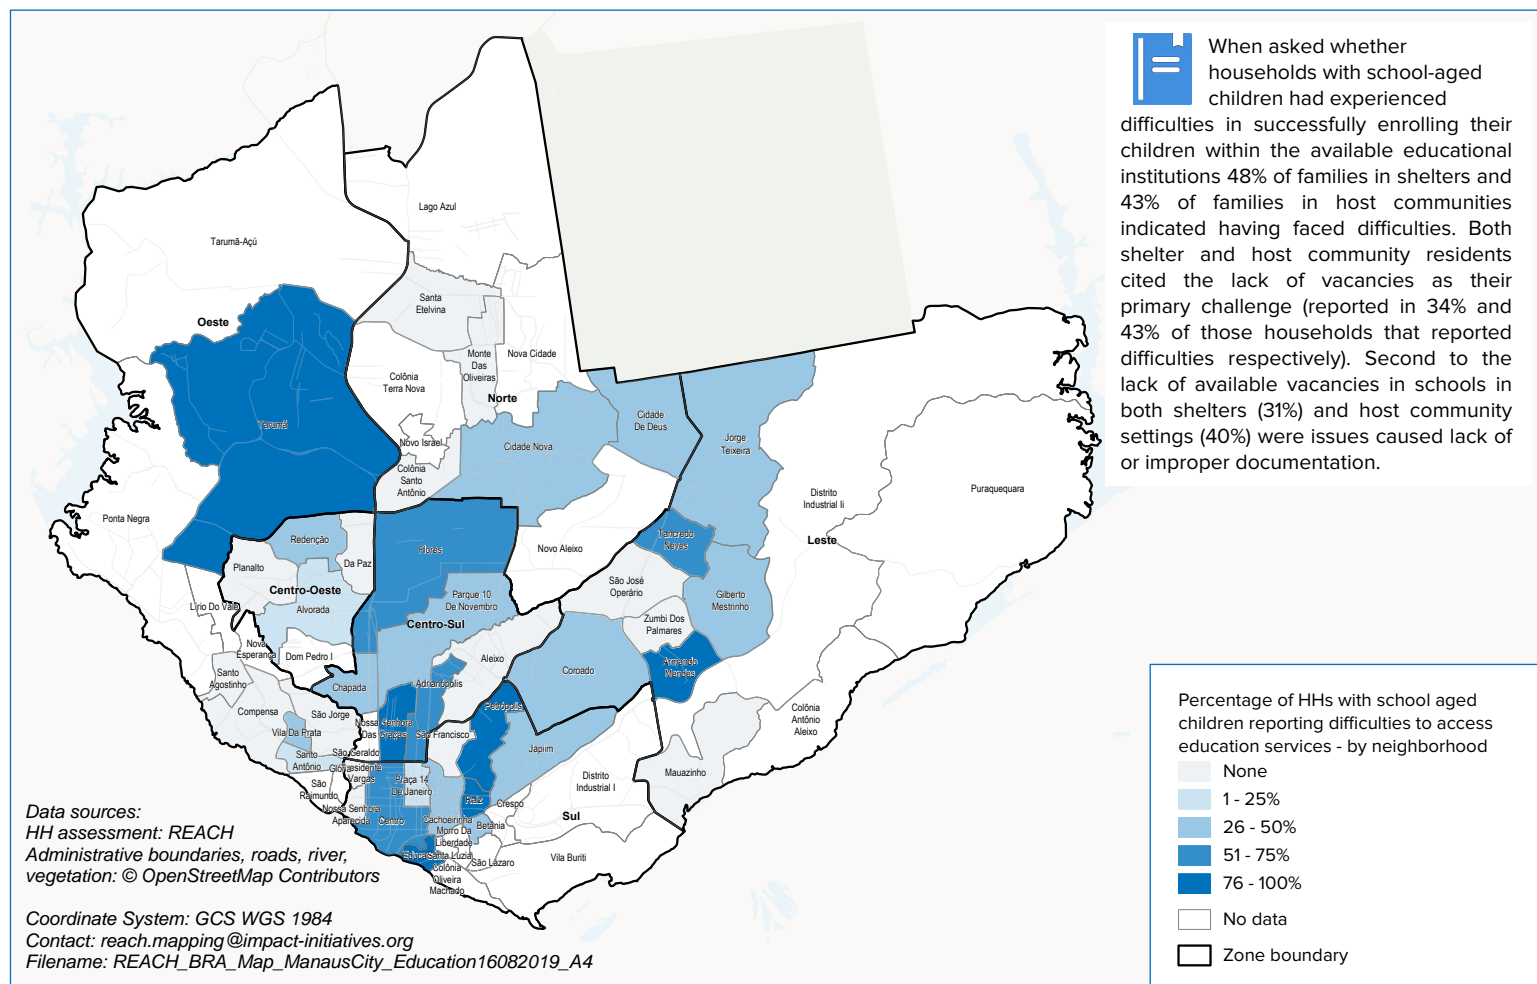 When asked whether
households with school-aged
children had experienced
difficulties in successfully enrolling their
children within the available educational
institutions 48% of families in shelters and
43% of families in host communities
indicated having faced difficulties. Both
shelter and host community residents
cited the lack of vacancies as their
primary challenge (reported in 34% and
43% of those households that reported
difficulties respectively). Second to the
lack of available vacancies in schools in
both shelters (31%) and host community
settings (40%) were issues caused lack of
or improper documentation.
Lago Azul
Tarumã-Açú
Santa
Etelvina
Oeste
Monte
Das
Oliveiras
Nova Cidade
Colônia
Terra Nova
Norte
Cidade
De Deus
Tarumã
Novo Israel
Cidade Nova
Jorge
Teixeira
Colônia
Santo
Antônio
Puraquequara
Distrito
Industrial Ii
Ponta Negra
Leste
Redenção
Flores
Tancredo
Neves
Novo Aleixo
Da Paz
Planalto
São José
Operário
Centro-Oeste
Parque 10
De Novembro
Gilberto
Mestrinho
Lírio Do Vale
Alvorada
Zumbi Dos
Palmares
Centro-Sul
Nova
Esperança
Dom Pedro I
Aleixo
Armando
Mendes
Coroado
Santo
Agostinho
Chapada
Adrianópolis
Petrópolis
Colônia
Antônio
Aleixo
Compensa
São Jorge
Nossa Senhora
Das Graças
Vila Da Prata
São Francisco
Japiim
Santo
Antônio
São Geraldo
Glória
Presidente
Vargas
Praça 14
De Janeiro
Distrito
Industrial I
Mauazinho
São
Raimundo
Raiz
Crespo
Nossa Senhora
Aparecida
Centro
Cachoeirinha
Betânia
Sul
Morro Da
Liberdade
Santa Luzia
São Lázaro
Vila Buriti
Colônia
Oliveira
Machado
Data sources:
HH assessment: REACH
Administrative boundaries, roads, river,
vegetation: © OpenStreetMap Contributors
Coordinate System: GCS WGS 1984
Contact: reach.mapping@impact-initiatives.org
Filename: REACH_BRA_Map_ManausCity_Education16082019_A4
Percentage of HHs with school aged
children reporting difficulties to access
education services - by neighborhood
None
1 - 25%
26 - 50%
51 - 75%
76 - 100%
No data
Zone boundary